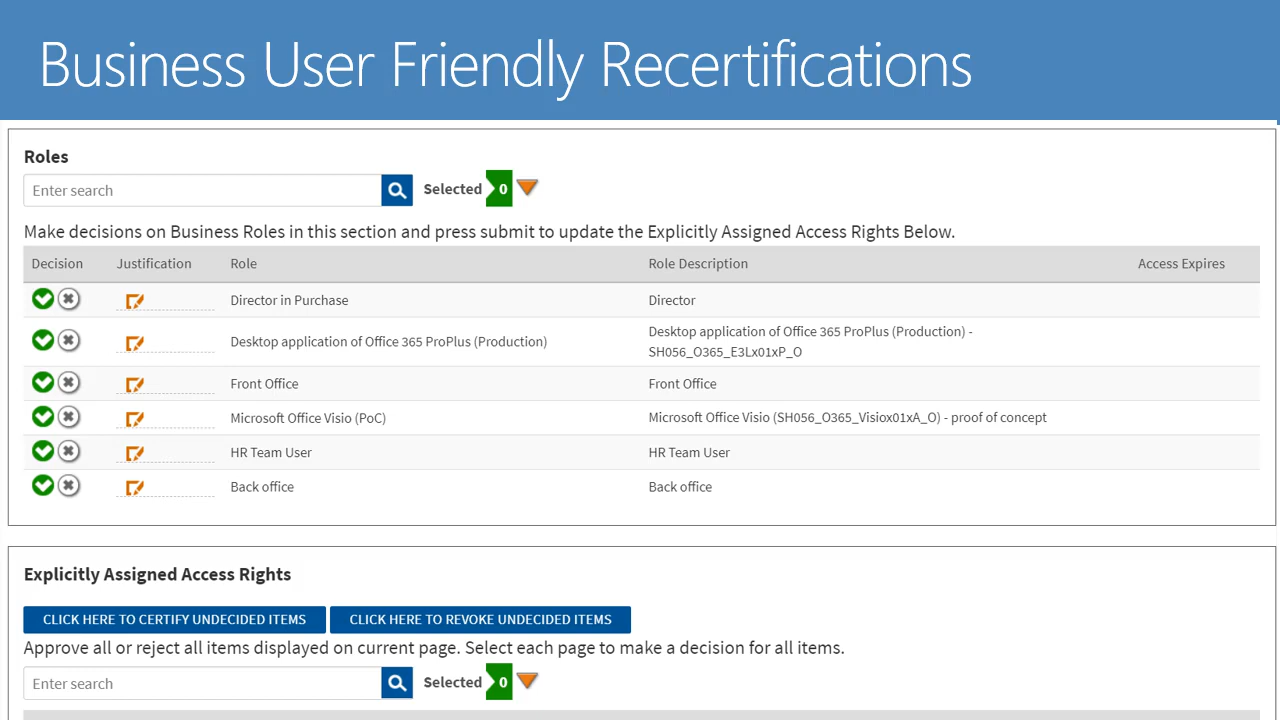 Business User Friendly Recertifications
Roles
Enter search
Selected 0
Make decisions on Business Roles in this section and press submit to update the Explicitly Assigned Access Rights Below.
Decision Justification Role Role Description Access Expires
Director in Purchase Director
Desktop application of Office 365 ProPlus (Production) Desktop application of Office 365 ProPlus (Production) -
SH056_O365_E3Lx01xP_O
Front Office Front Office
Microsoft Office Visio (PoC) Microsoft Office Visio (SH056_O365_Visiox01xA_O) - proof of concept
HR Team User HR Team User
Back office Back office
Explicitly Assigned Access Rights
CLICK HERE TO CERTIFY UNDECIDED ITEMS CLICK HERE TO REVOKE UNDECIDED ITEMS
Approve all or reject all items displayed on current page. Select each page to make a decision for all items.
Enter search
Selected 0